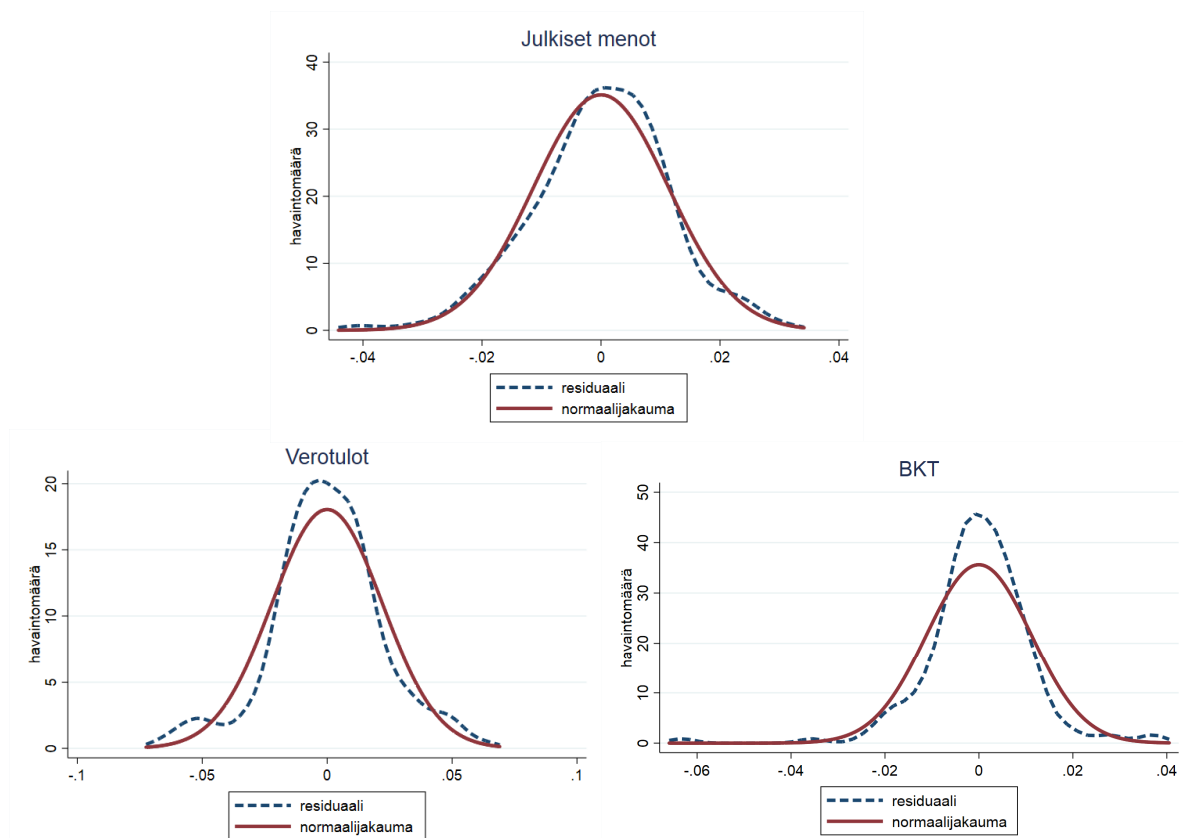 Julkiset menot
havaintomäärä
40
30
20
10
0
-.04 -.02 0 .02 .04
residuaali
normaalijakauma
Verotulot
havaintomäärä
20
15
10
5
0
-.1 -.05 0 .05 .1
residuaali
normaalijakauma
BKT
havaintomäärä
50
40
30
20
10
0
-.06 -.04 -.02 0 .02 .04
residuaali
normaalijakauma